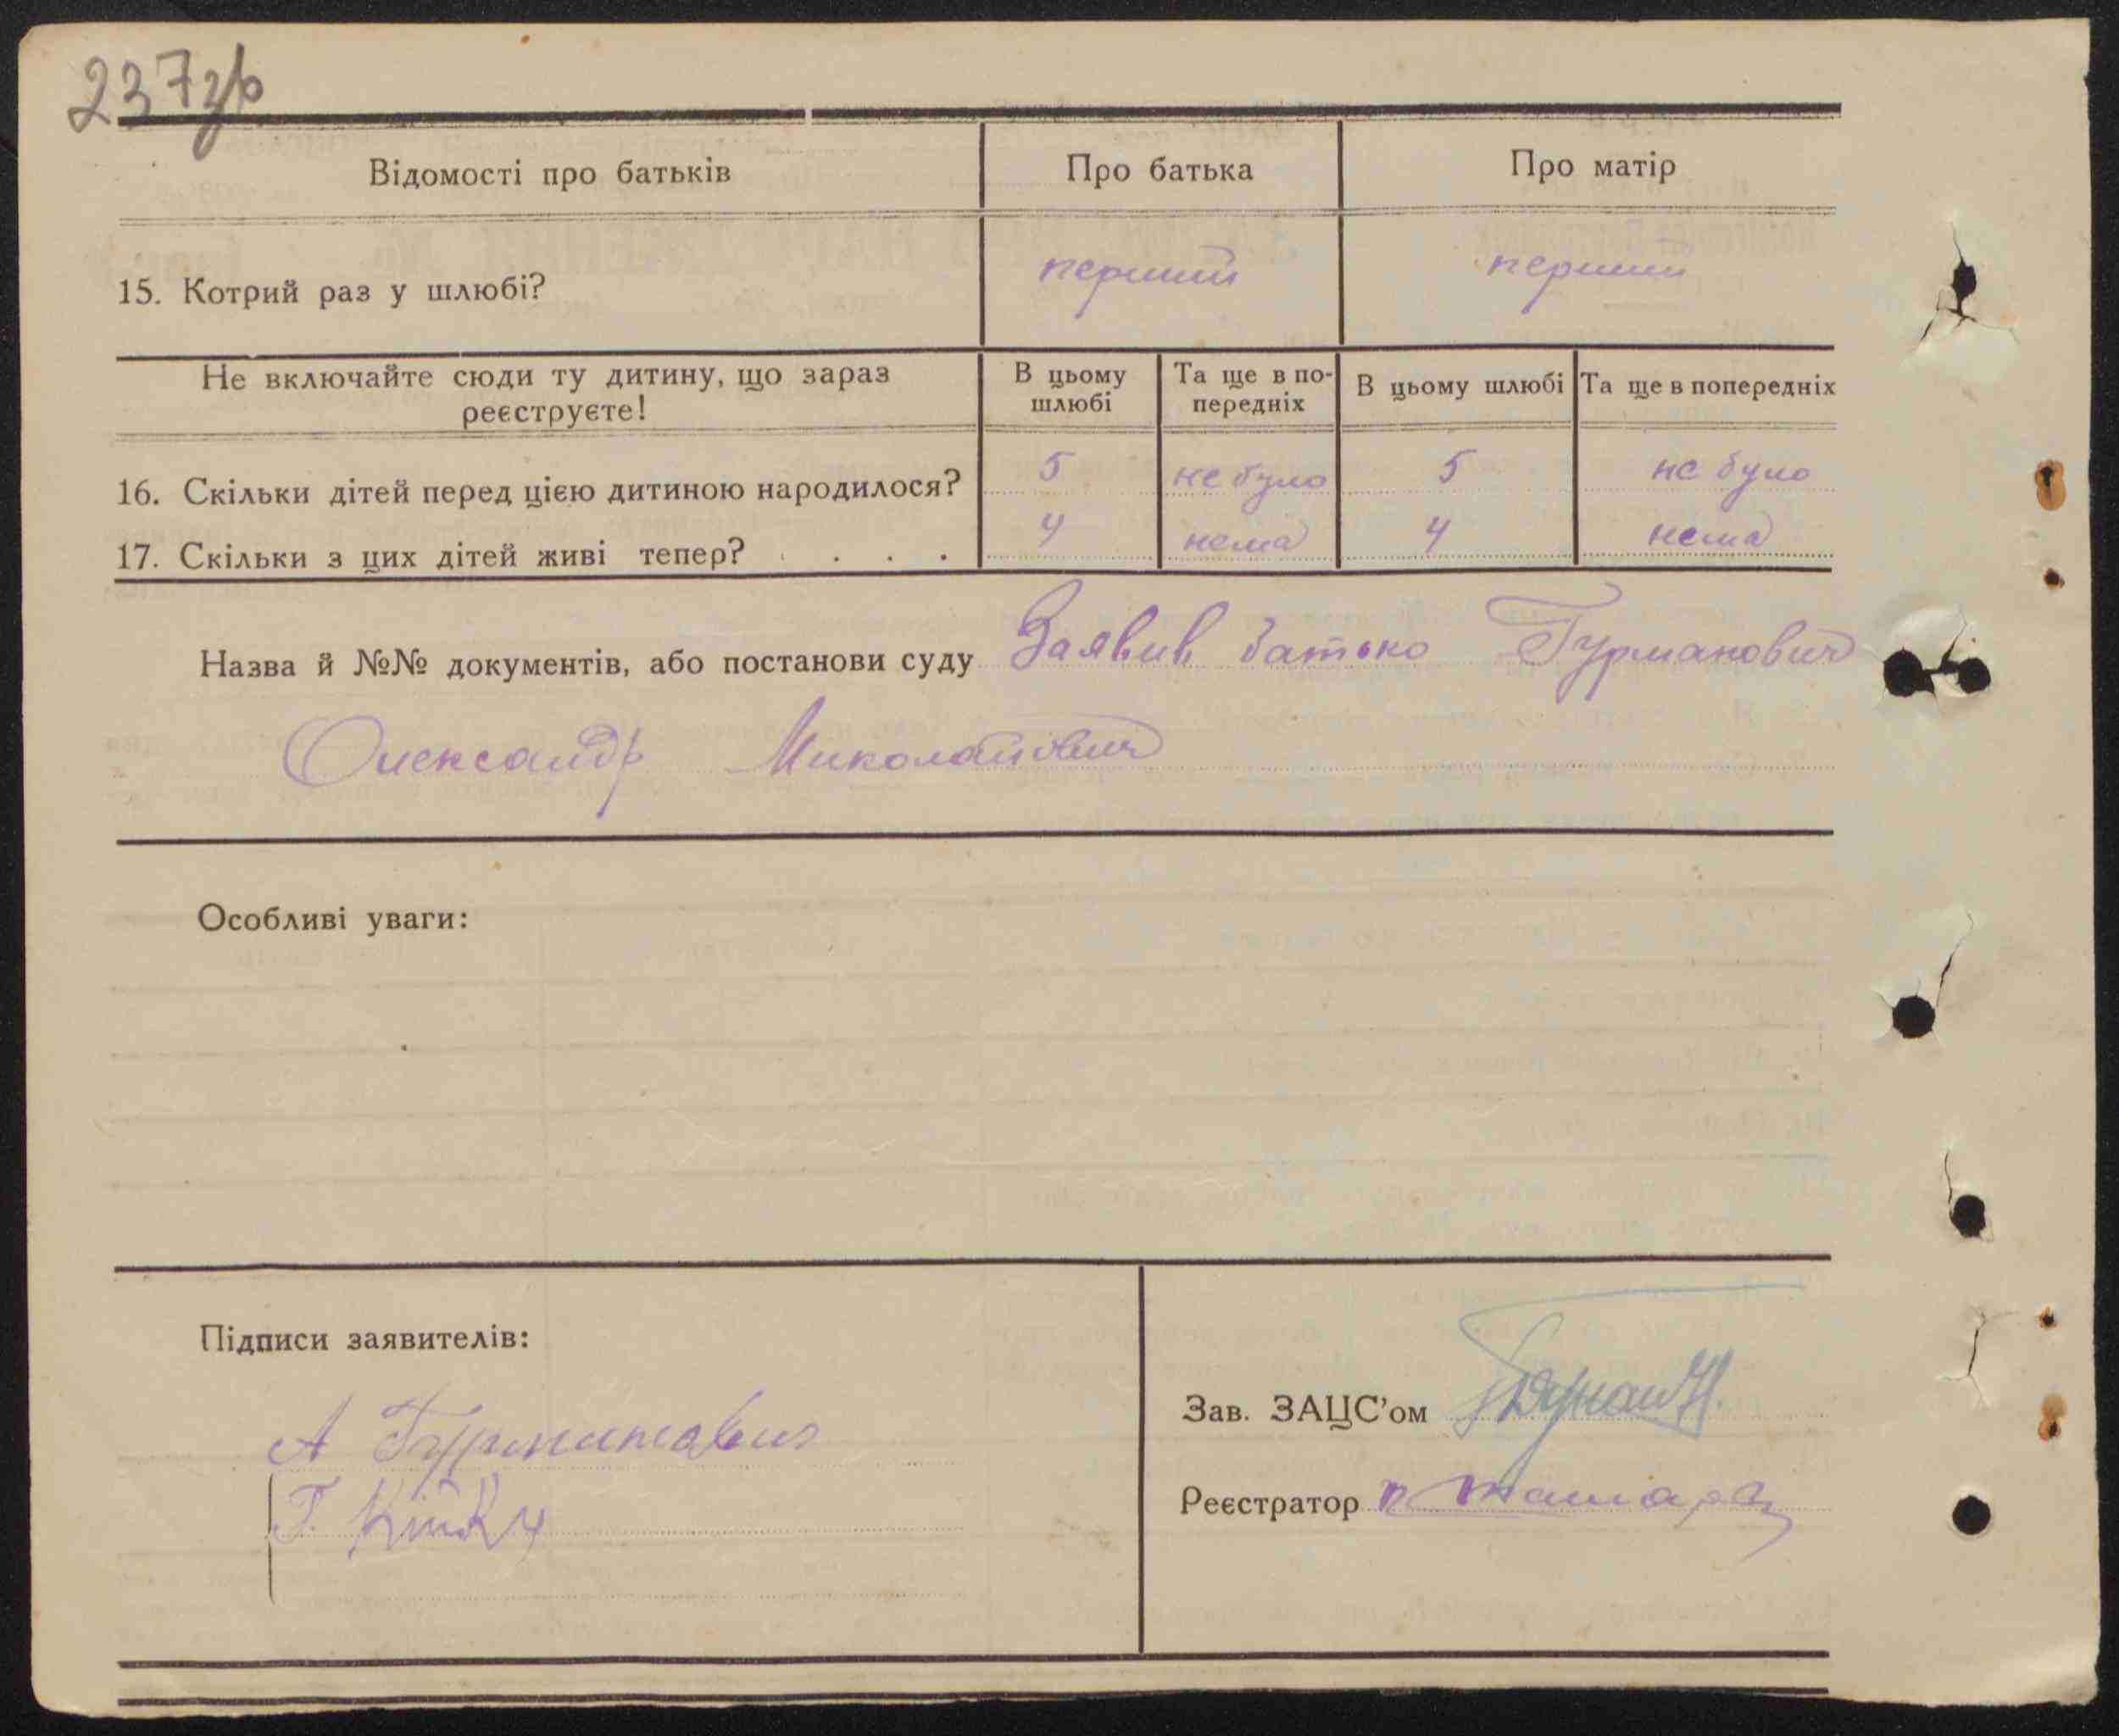 237зв
Відомості про батьків Про батька Про матір
15. Котрий раз у шлюбі? перший перший
Не включайте сюди ту дитину, що зараз реєструєте! В цьому шлюбі Та ще в по-передніх В цьому шлюбі Та ще в попередніх
16. Скільки дітей перед цією дитиною народилося? 5 не було 5 не було
17. Скільки з цих дітей живі тепер? . . . . 4 нема 4 нема
Назва й №№ документів, або постанови суду Заявив батько Гурманович
Олександр Миколайович
Особливі уваги:
Підписи заявителів:
А
Г.
Зав. ЗАЦС'ом
Реєстратор